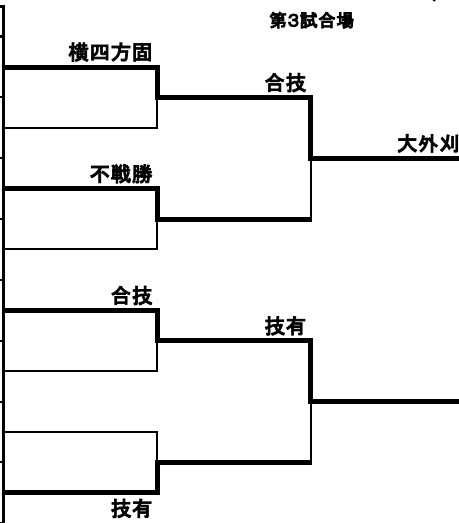 第3試合場
横四方固
合技
大外刈
不戦勝
合技
技有
技有